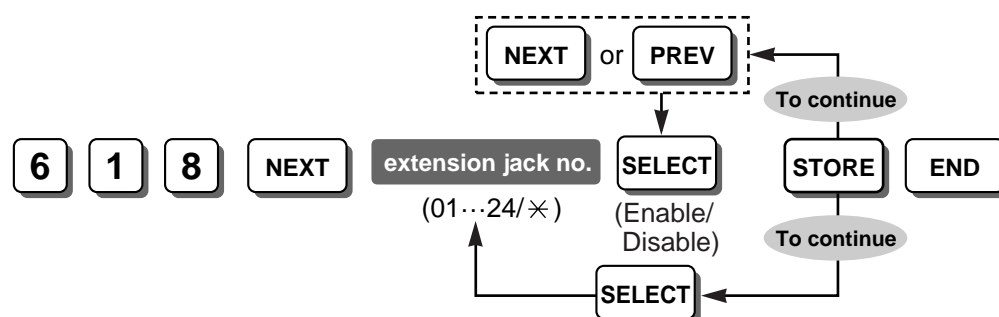 NEXT or PREV
To continue
6 1 8 NEXT extension jack no. SELECT STORE END
(01···24/✳)
(Enable/
Disable)
To continue
SELECT